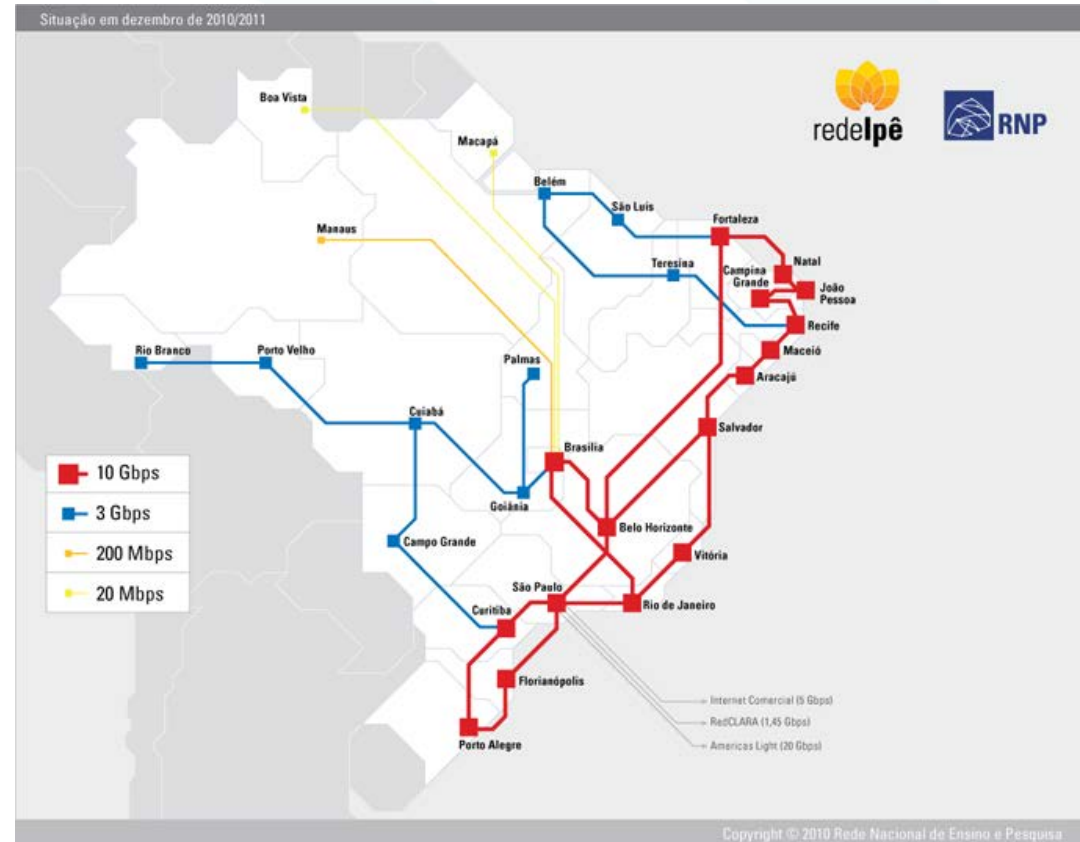 Situação em dezembro de 2010/2011
redeIpê
RNP
Boa Vista
Macapá
Belém
São Luis
Fortaleza
Manaus
Teresina
Campina
Grande
Natal
João
Pessoa
Recife
Maceió
Aracajú
Rio Branco
Porto Velho
Palmas
Cuiabá
Salvador
Brasilia
Goiânia
Belo Horizonte
Campo Grande
Vitória
São Paulo
Rio de Janeiro
Curitiba
Florianópolis
Porto Alegre
10 Gbps
3 Gbps
200 Mbps
20 Mbps
Internet Comercial (5 Gbps)
RedCLARA (1,45 Gbps)
Americas Light (20 Gbps)
Copyright © 2010 Rede Nacional de Ensino e Pesquisa